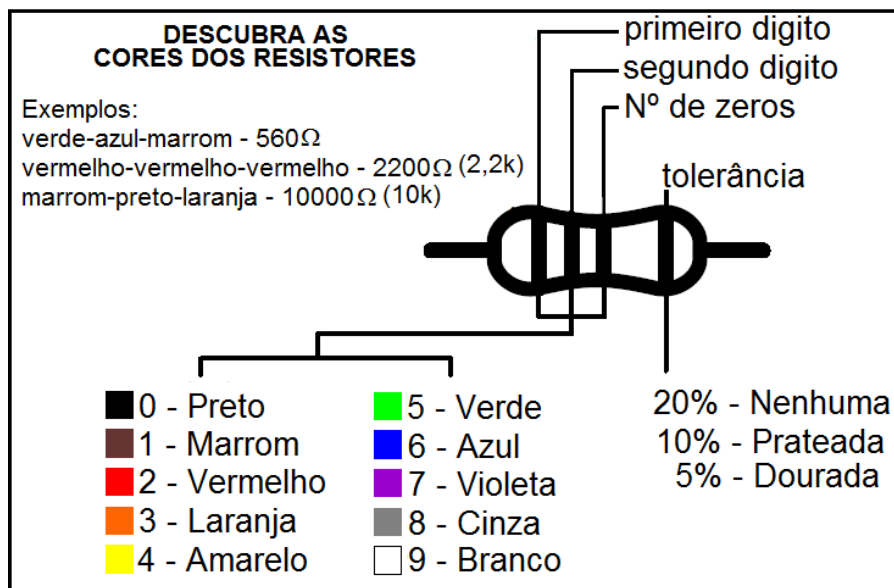 DESCUBRA AS
CORES DOS RESISTORES
Exemplos:
verde-azul-marrom - 560Ω
vermelho-vermelho-vermelho - 2200Ω (2,2k)
marrom-preto-laranja - 10000Ω (10k)
primeiro digito
segundo digito
Nº de zeros
tolerância
0 - Preto
1 - Marrom
2 - Vermelho
3 - Laranja
4 - Amarelo
5 - Verde
6 - Azul
7 - Violeta
8 - Cinza
9 - Branco
20% - Nenhuma
10% - Prateada
5% - Dourada